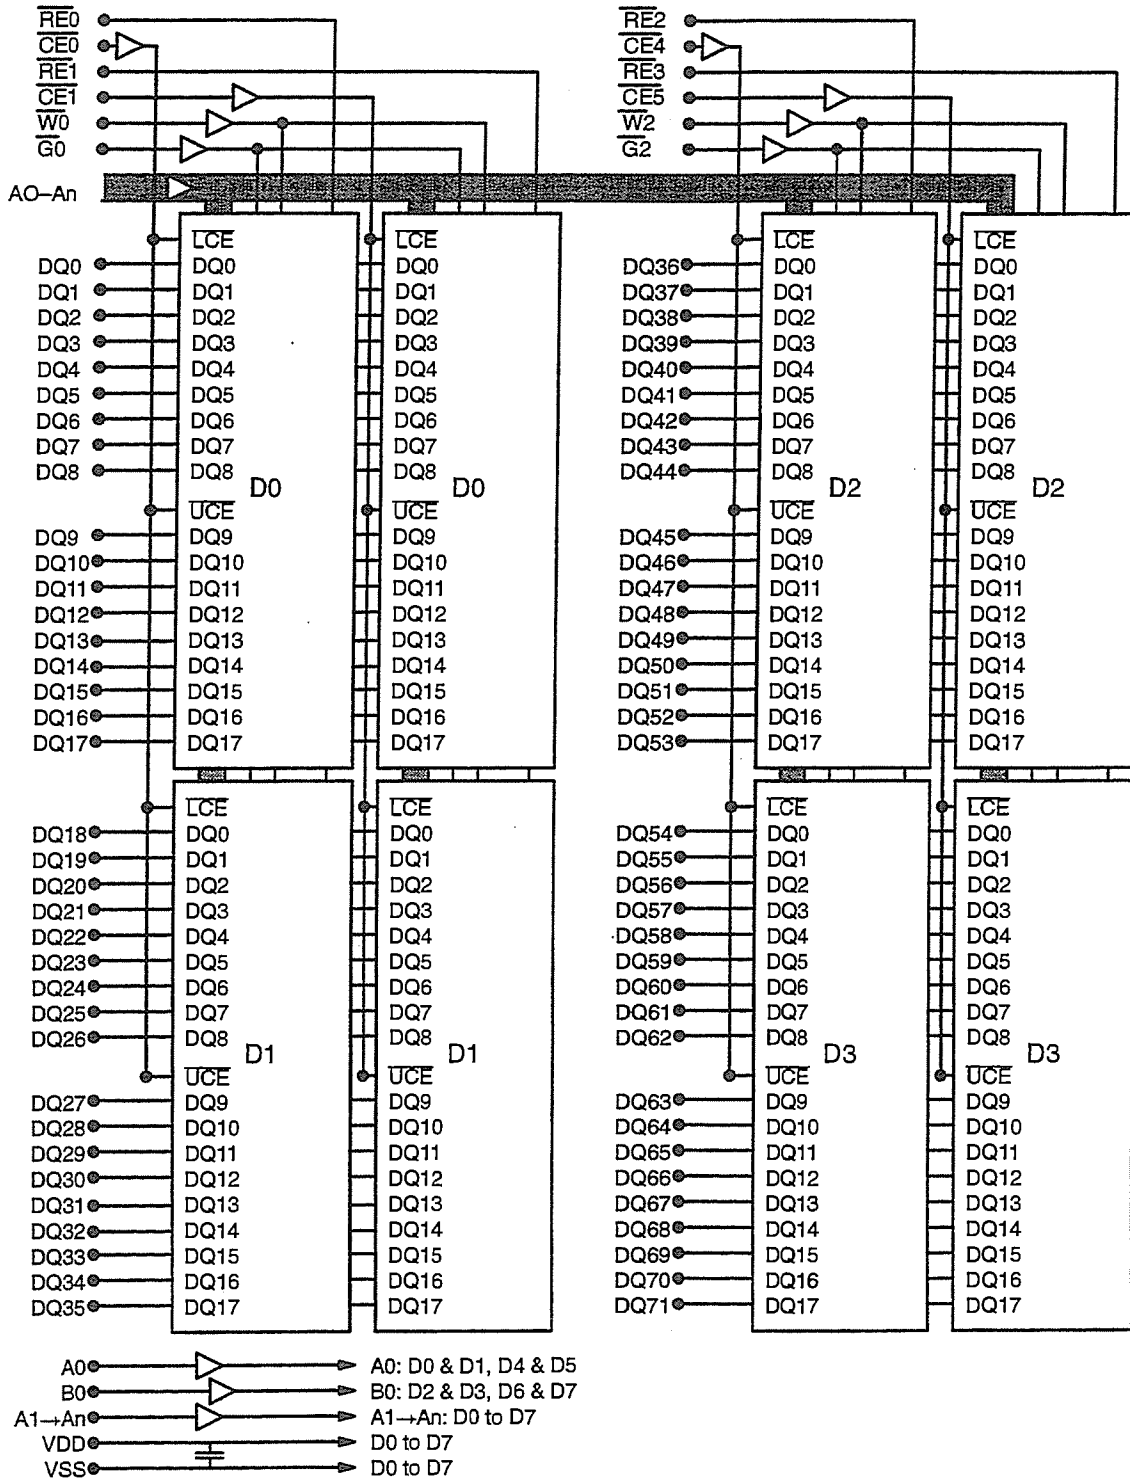 RE0
CE0
RE1
CE1
W0
G0
RE2
CE4
RE3
CE5
W2
G2
AO–An
LCE
DQ0 DQ0
DQ1 DQ1
DQ2 DQ2
DQ3 DQ3
DQ4 DQ4
DQ5 DQ5
DQ6 DQ6
DQ7 DQ7
DQ8 DQ8
D0
UCE
DQ9 DQ9
DQ10 DQ10
DQ11 DQ11
DQ12 DQ12
DQ13 DQ13
DQ14 DQ14
DQ15 DQ15
DQ16 DQ16
DQ17 DQ17
LCE
DQ0
DQ1
DQ2
DQ3
DQ4
DQ5
DQ6
DQ7
DQ8
D0
UCE
DQ9
DQ10
DQ11
DQ12
DQ13
DQ14
DQ15
DQ16
DQ17
LCE
DQ36 DQ0
DQ37 DQ1
DQ38 DQ2
DQ39 DQ3
DQ40 DQ4
DQ41 DQ5
DQ42 DQ6
DQ43 DQ7
DQ44 DQ8
D2
UCE
DQ45 DQ9
DQ46 DQ10
DQ47 DQ11
DQ48 DQ12
DQ49 DQ13
DQ50 DQ14
DQ51 DQ15
DQ52 DQ16
DQ53 DQ17
LCE
DQ0
DQ1
DQ2
DQ3
DQ4
DQ5
DQ6
DQ7
DQ8
D2
UCE
DQ9
DQ10
DQ11
DQ12
DQ13
DQ14
DQ15
DQ16
DQ17
LCE
DQ18 DQ0
DQ19 DQ1
DQ20 DQ2
DQ21 DQ3
DQ22 DQ4
DQ23 DQ5
DQ24 DQ6
DQ25 DQ7
DQ26 DQ8
D1
UCE
DQ27 DQ9
DQ28 DQ10
DQ29 DQ11
DQ30 DQ12
DQ31 DQ13
DQ32 DQ14
DQ33 DQ15
DQ34 DQ16
DQ35 DQ17
LCE
DQ0
DQ1
DQ2
DQ3
DQ4
DQ5
DQ6
DQ7
DQ8
D1
UCE
DQ9
DQ10
DQ11
DQ12
DQ13
DQ14
DQ15
DQ16
DQ17
LCE
DQ54 DQ0
DQ55 DQ1
DQ56 DQ2
DQ57 DQ3
DQ58 DQ4
DQ59 DQ5
DQ60 DQ6
DQ61 DQ7
DQ62 DQ8
D3
UCE
DQ63 DQ9
DQ64 DQ10
DQ65 DQ11
DQ66 DQ12
DQ67 DQ13
DQ68 DQ14
DQ69 DQ15
DQ70 DQ16
DQ71 DQ17
LCE
DQ0
DQ1
DQ2
DQ3
DQ4
DQ5
DQ6
DQ7
DQ8
D3
UCE
DQ9
DQ10
DQ11
DQ12
DQ13
DQ14
DQ15
DQ16
DQ17
A0 A0: D0 & D1, D4 & D5
B0 B0: D2 & D3, D6 & D7
A1→An A1→An: D0 to D7
VDD D0 to D7
VSS D0 to D7